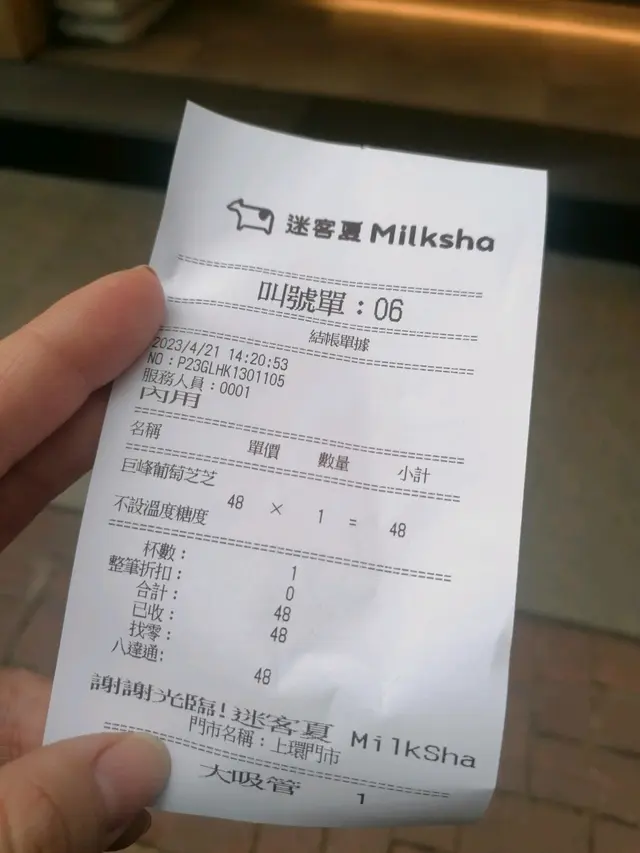 迷客夏 Milksha
叫號單：06
結帳單據
2023/4/21 14:20:53
NO：P23GLHK1301105
服務人員：0001
內用
名稱 單價 數量 小計
巨峰葡萄芝芝
48 × 1 = 48
不設溫度糖度
杯數： 1
整筆折扣： 0
合計： 48
已收： 48
找零：
八達通： 48
謝謝光臨!迷客夏 MilkSha
門市名稱：上環門市
大吸管 1